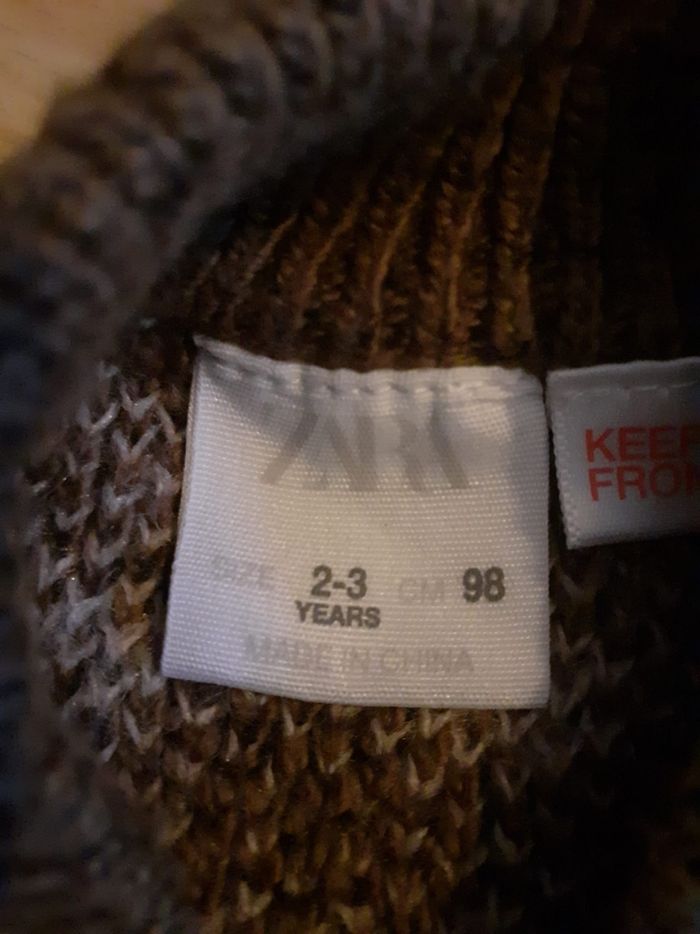 ZARA
SIZE 2-3 CM 98
YEARS
MADE IN CHINA
KEEP
FROM